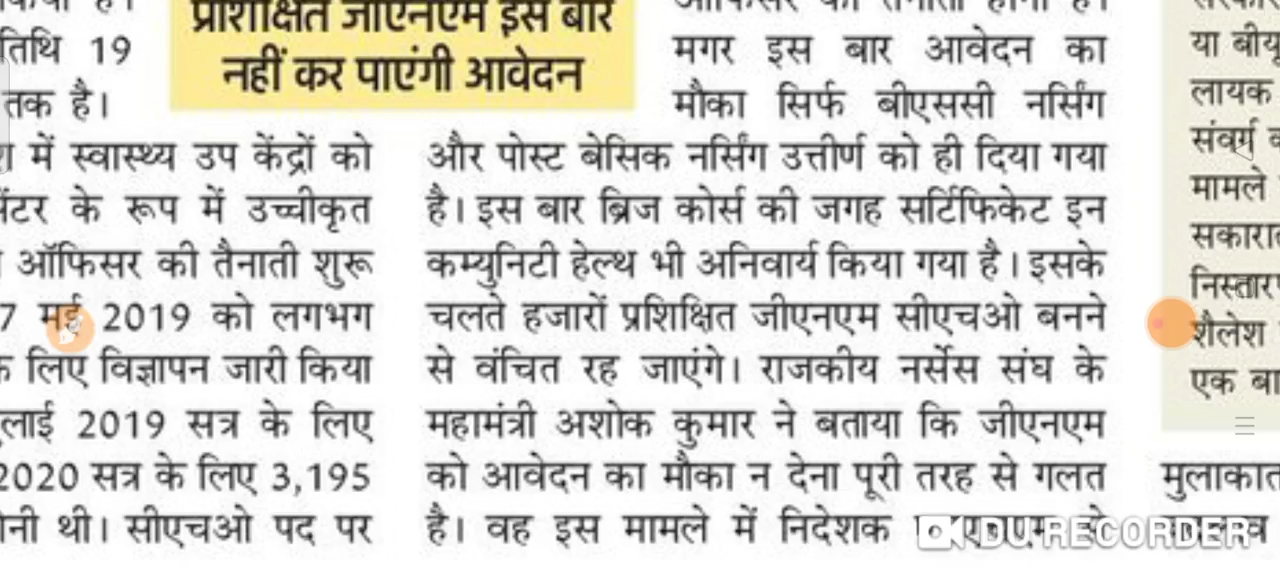 प्रशिक्षित जीएनएम इस बार
नहीं कर पाएंगी आवेदन
तिथि 19
तक है।
में स्वास्थ्य उप केंद्रों को
के रूप में उच्चीकृत
ऑफिसर की तैनाती शुरू
7 मई 2019 को लगभग
लिए विज्ञापन जारी किया
2019 सत्र के लिए
2020 सत्र के लिए 3,195
थी। सीएचओ पद पर
मगर इस बार आवेदन का
मौका सिर्फ बीएससी नर्सिंग
और पोस्ट बेसिक नर्सिंग उत्तीर्ण को ही दिया गया
है। इस बार ब्रिज कोर्स की जगह सर्टिफिकेट इन
कम्युनिटी हेल्थ भी अनिवार्य किया गया है। इसके
चलते हजारों प्रशिक्षित जीएनएम सीएचओ बनने
से वंचित रह जाएंगे। राजकीय नर्सेस संघ के
महामंत्री अशोक कुमार ने बताया कि जीएनएम
को आवेदन का मौका न देना पूरी तरह से गलत
है। वह इस मामले में निदेशक
या
लायक
संवर्ग
मामले
शैलेश
एक
मुलाकात
DU RECORDER